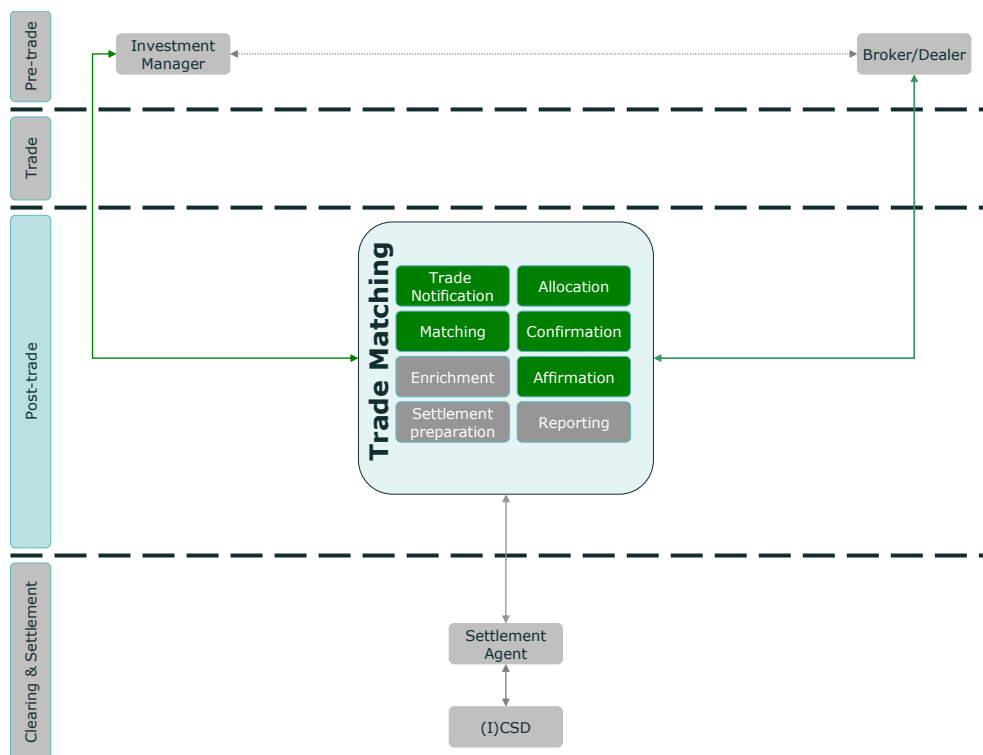 Pre-trade
Investment
Manager
Broker/Dealer
Trade
Post-trade
Trade Matching
Trade
Notification
Allocation
Matching
Confirmation
Enrichment
Affirmation
Settlement
preparation
Reporting
Clearing & Settlement
Settlement
Agent
(I)CSD